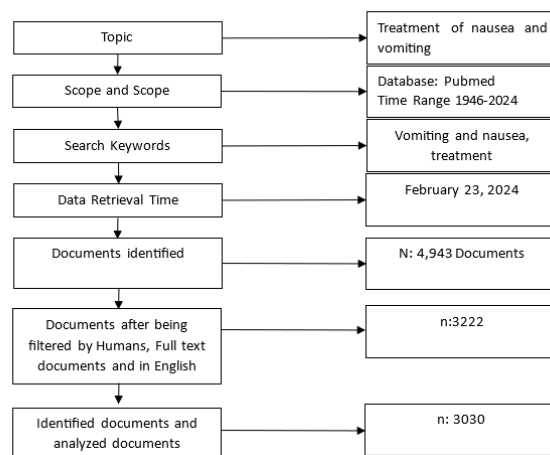 Topic
Treatment of nausea and
vomiting
Scope and Scope
Database: Pubmed
Time Range 1946-2024
Search Keywords
Vomiting and nausea,
treatment
Data Retrieval Time
February 23, 2024
Documents identified
N: 4,943 Documents
Documents after being
filtered by Humans, Full text
documents and in English
n:3222
Identified documents and
analyzed documents
n: 3030